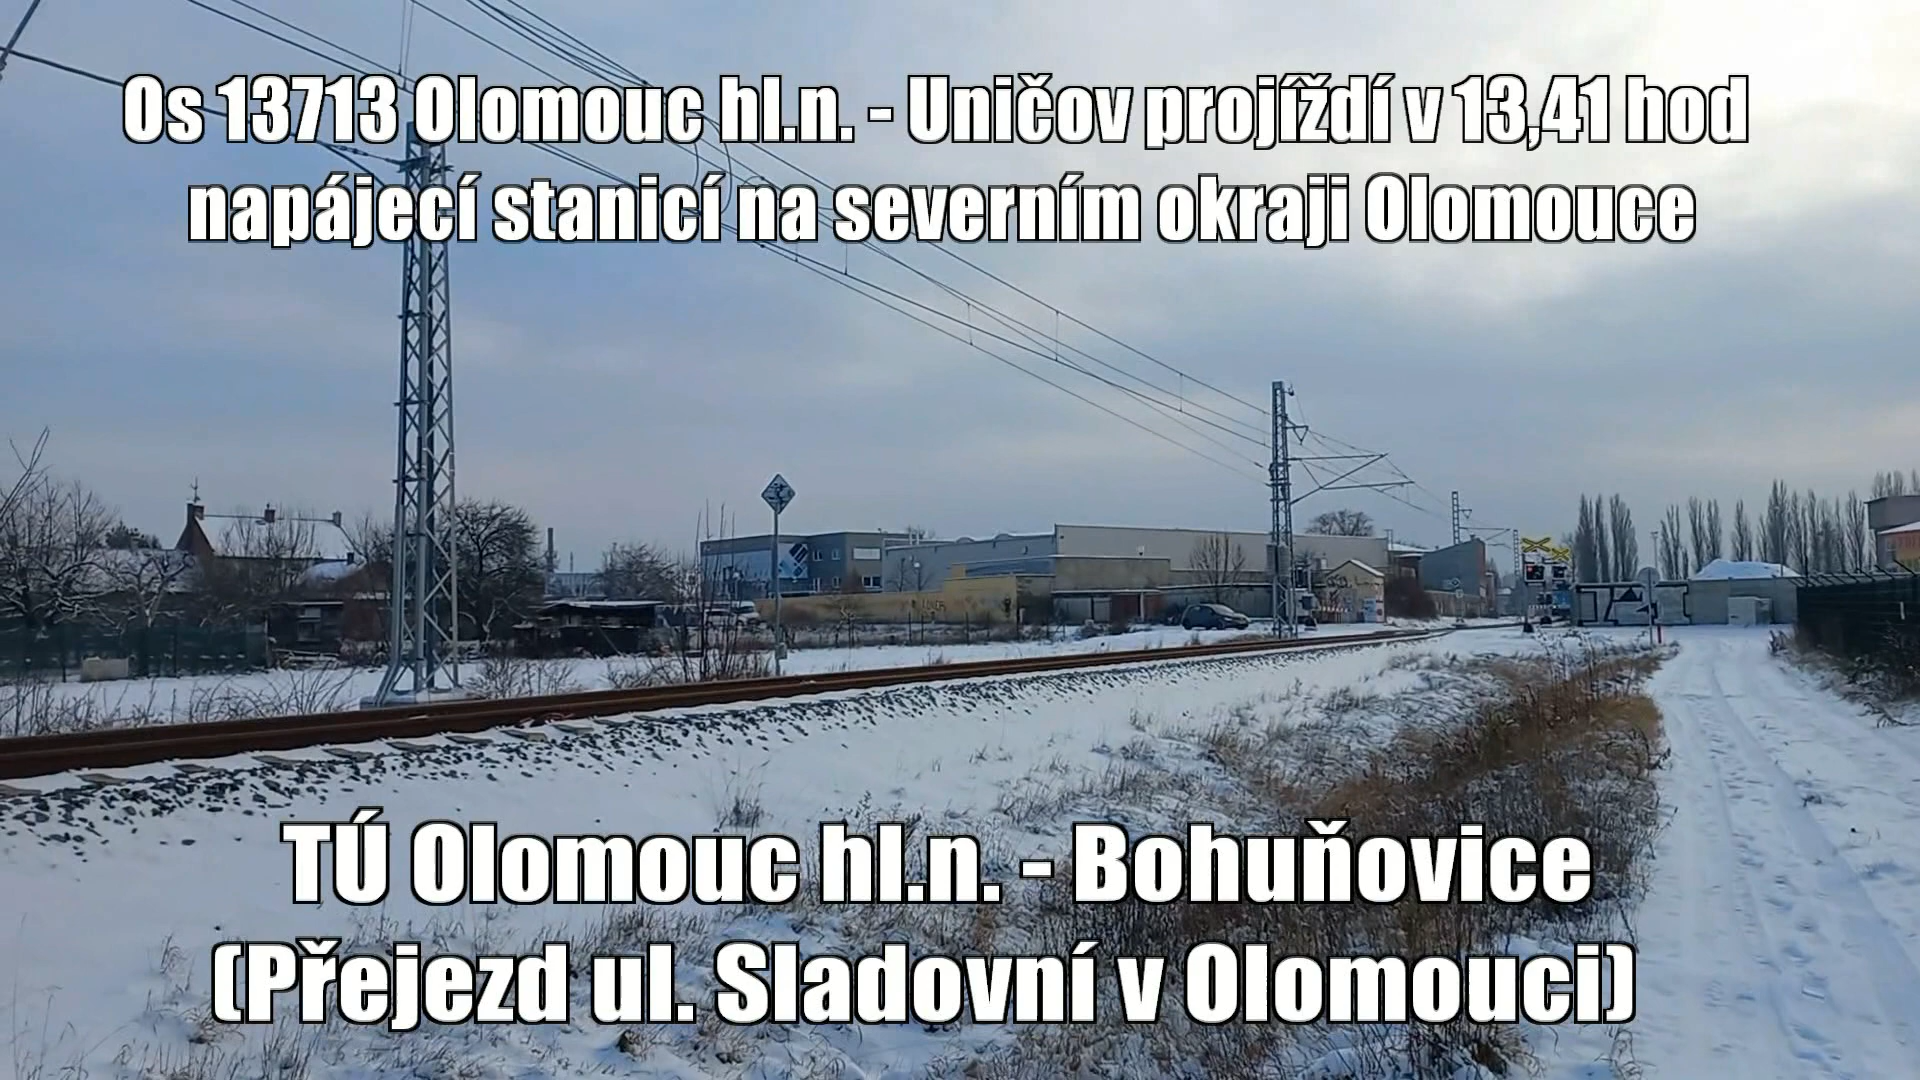 Os 13713 Olomouc hl.n. - Uničov projíždí v 13,41 hod
napájecí stanicí na severním okraji Olomouce
TÚ Olomouc hl.n. - Bohuňovice
(Přejezd ul. Sladovní v Olomouci)